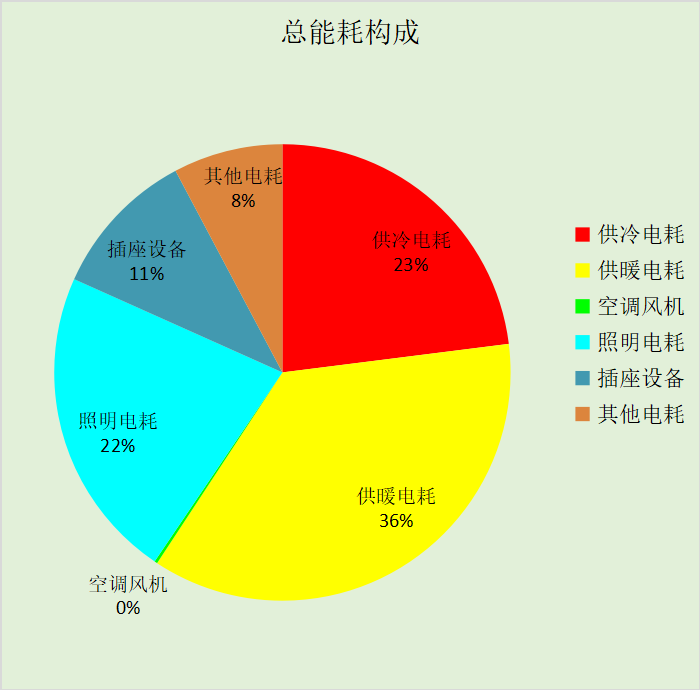 总能耗构成
其他电耗
8%
供冷电耗
23%
插座设备
11%
照明电耗
22%
供暖电耗
36%
空调风机
0%
供冷电耗
供暖电耗
空调风机
照明电耗
插座设备
其他电耗